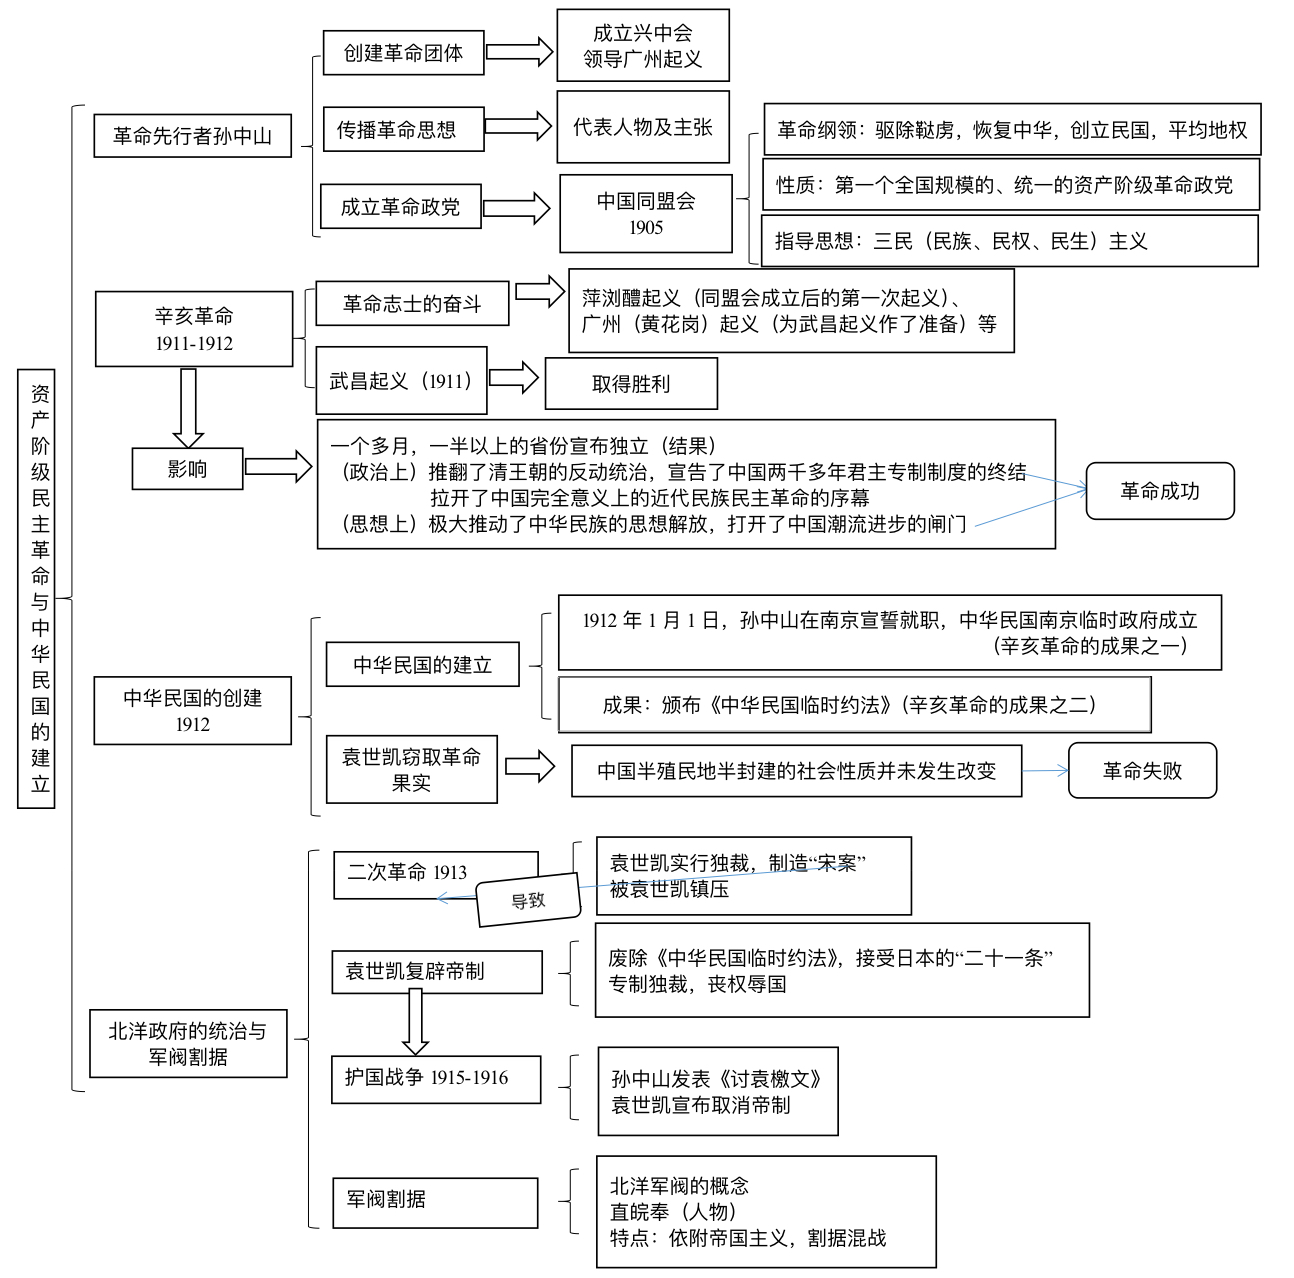 资产阶级民主革命与中华民国的建立
革命先行者孙中山
创建革命团体
成立兴中会
领导广州起义
传播革命思想
代表人物及主张
成立革命政党
中国同盟会
1905
革命纲领：驱除鞑虏，恢复中华，创立民国，平均地权
性质：第一个全国规模的、统一的资产阶级革命政党
指导思想：三民（民族、民权、民生）主义
辛亥革命
1911-1912
革命志士的奋斗
萍浏醴起义（同盟会成立后的第一次起义）、
广州（黄花岗）起义（为武昌起义作了准备）等
武昌起义（1911）
取得胜利
影响
一个多月，一半以上的省份宣布独立（结果）
（政治上）推翻了清王朝的反动统治，宣告了中国两千多年君主专制制度的终结
拉开了中国完全意义上的近代民族民主革命的序幕
（思想上）极大推动了中华民族的思想解放，打开了中国潮流进步的闸门
革命成功
中华民国的创建
1912
中华民国的建立
1912 年 1 月 1 日，孙中山在南京宣誓就职，中华民国南京临时政府成立
（辛亥革命的成果之一）
成果：颁布《中华民国临时约法》（辛亥革命的成果之二）
袁世凯窃取革命
果实
中国半殖民地半封建的社会性质并未发生改变
革命失败
北洋政府的统治与
军阀割据
二次革命 1913
导致
袁世凯实行独裁，制造“宋案”
被袁世凯镇压
袁世凯复辟帝制
废除《中华民国临时约法》，接受日本的“二十一条”
专制独裁，丧权辱国
护国战争 1915-1916
孙中山发表《讨袁檄文》
袁世凯宣布取消帝制
军阀割据
北洋军阀的概念
直皖奉（人物）
特点：依附帝国主义，割据混战